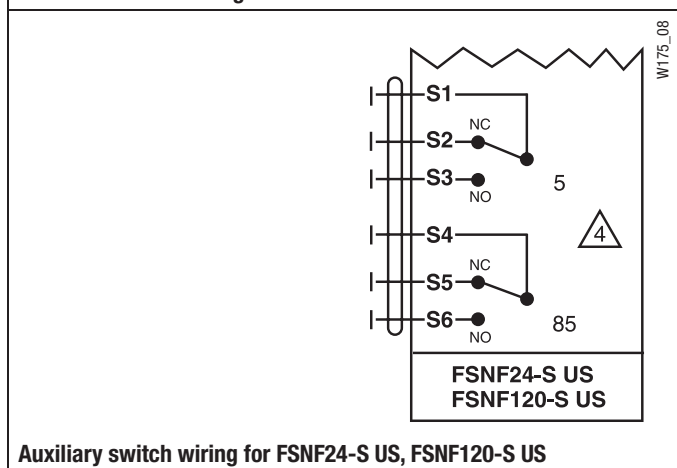 W175_08
S1
NC
S2
S3
5
NO
4
S4
NC
S5
S6
85
NO
FSNF24-S US
FSNF120-S US
Auxiliary switch wiring for FSNF24-S US, FSNF120-S US